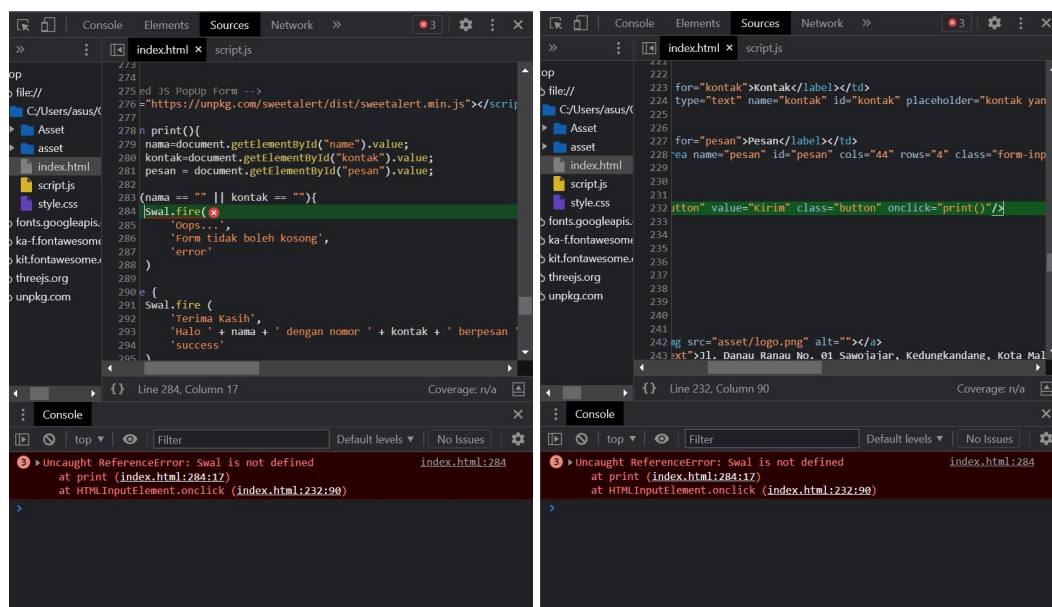 Console Elements Sources Network » 3
» index.html × script.js
op
file://
C:/Users/asus/
Asset
asset
index.html
script.js
style.css
fonts.googleapis.
ka-f.fontawesome
kit.fontawesome.
threejs.org
unpkg.com
273
274
275 ed JS PopUp Form -->
276 ="https://unpkg.com/sweetalert/dist/sweetalert.min.js"></scrip
277
278 n print(){
279 nama=document.getElementById("name").value;
280 kontak=document.getElementById("kontak").value;
281 pesan = document.getElementById("pesan").value;
282
283 (nama == "" || kontak == ""){
284 Swal.fire(
285 'Oops...',
286 'Form tidak boleh kosong',
287 'error'
288 )
289
290 e {
291 Swal.fire (
292 'Terima Kasih',
293 'Halo ' + nama + ' dengan nomor ' + kontak + ' berpesan '
294 'success'
295 )
{} Line 284, Column 17 Coverage: n/a
Console ×
top ▼ Filter Default levels ▼ No Issues
3 Uncaught ReferenceError: Swal is not defined index.html:284
at print (index.html:284:17)
at HTMLInputElement.onclick (index.html:232:90)
>
Console Elements Sources Network » 3
» index.html × script.js
op
file://
C:/Users/asus/
Asset
asset
index.html
script.js
style.css
fonts.googleapis.
ka-f.fontawesome
kit.fontawesome.
threejs.org
unpkg.com
221
222
223 for="kontak">Kontak</label></td>
224 type="text" name="kontak" id="kontak" placeholder="kontak yan
225
226
227 for="pesan">Pesan</label></td>
228 ea name="pesan" id="pesan" cols="44" rows="4" class="form-inp
229
230
231
232 utton" value="Kirim" class="button" onclick="print()"/>
233
234
235
236
237
238
239
240
241
242 mg src="asset/logo.png" alt=""></a>
243 ext">Jl. Danau Ranau No. 01 Sawojajar, Kedungkandang, Kota Mal
{} Line 232, Column 90 Coverage: n/a
Console ×
top ▼ Filter Default levels ▼ No Issues
3 Uncaught ReferenceError: Swal is not defined index.html:284
at print (index.html:284:17)
at HTMLInputElement.onclick (index.html:232:90)
>